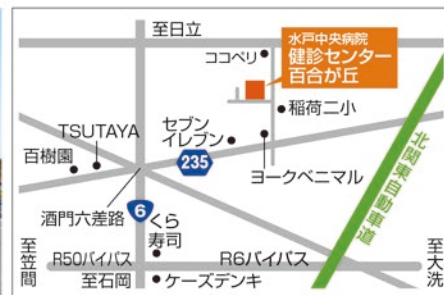 至日立
ココペリ
水戸中央病院
健診センター
百合が丘
稲荷二小
TSUTAYA
セブン
イレブン
百樹園
235
ヨークベニマル
北関東自動車道
酒門六差路
6
くら
寿司
至笠間
R50バイパス
R6バイパス
至大洗
至石岡
ケーズデンキ